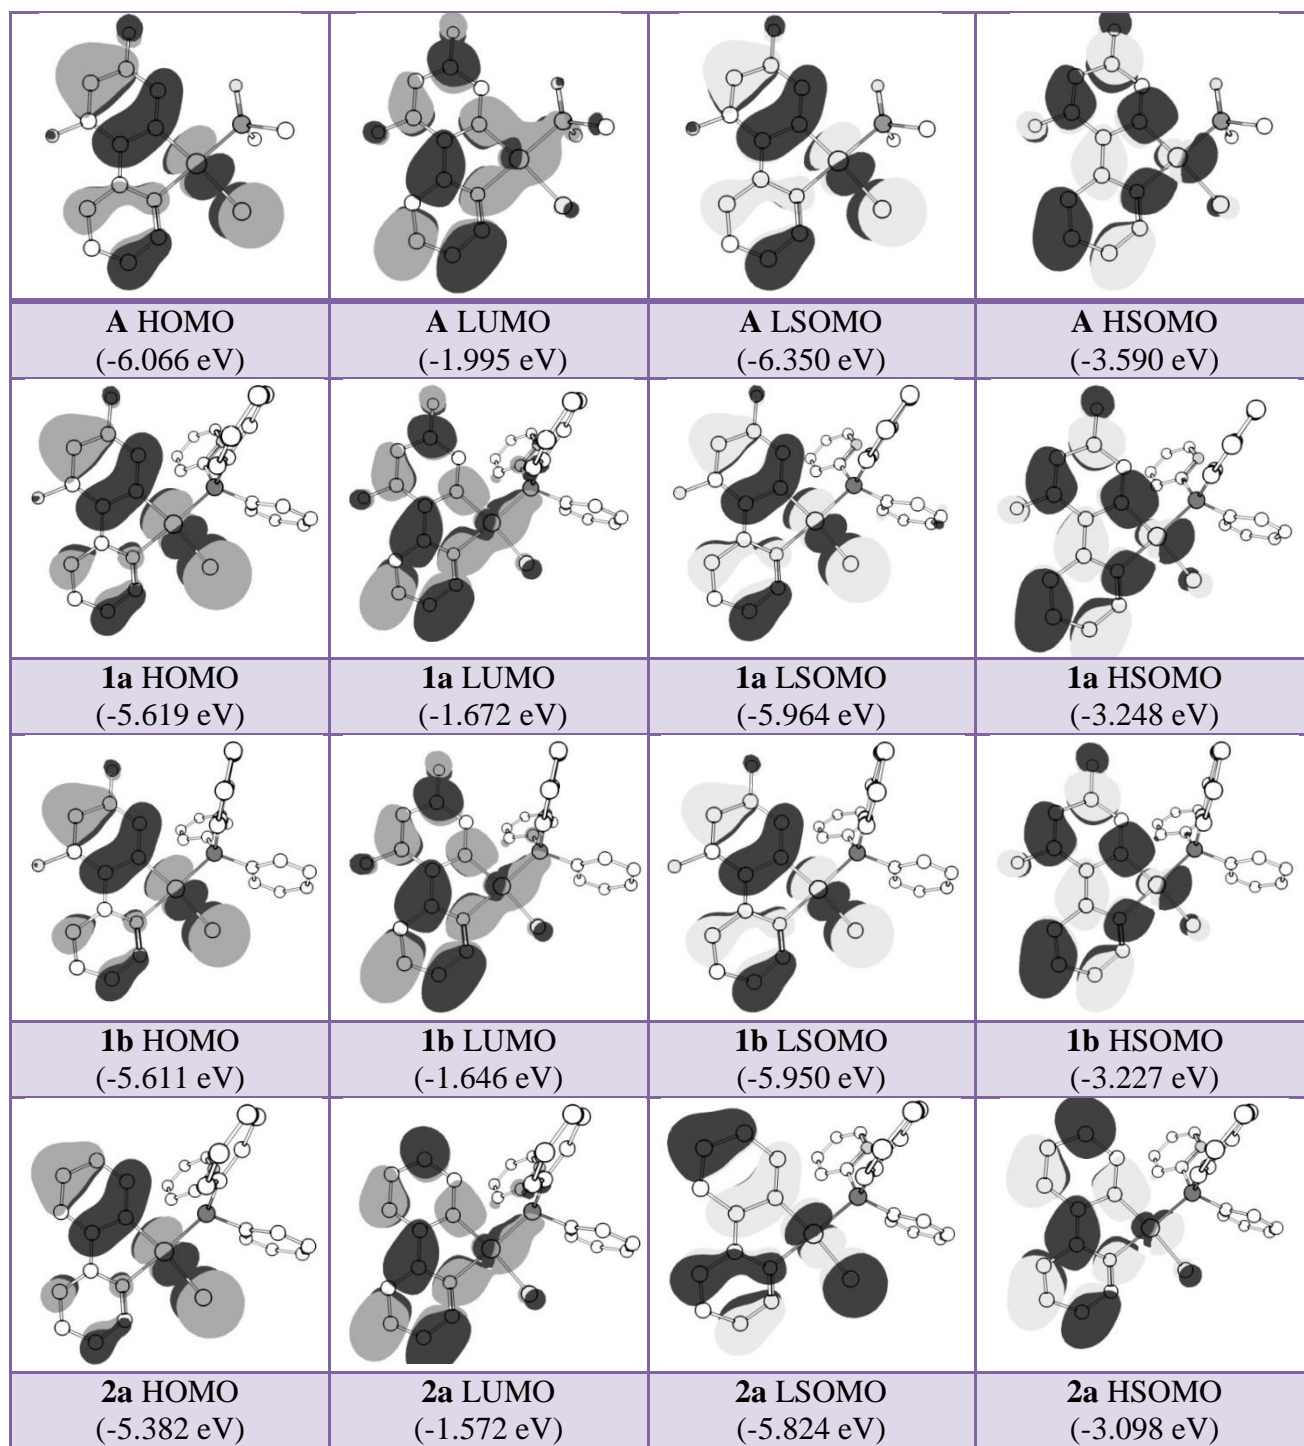 A HOMO
(-6.066 eV)
A LUMO
(-1.995 eV)
A LSOMO
(-6.350 eV)
A HSOMO
(-3.590 eV)
1a HOMO
(-5.619 eV)
1a LUMO
(-1.672 eV)
1a LSOMO
(-5.964 eV)
1a HSOMO
(-3.248 eV)
1b HOMO
(-5.611 eV)
1b LUMO
(-1.646 eV)
1b LSOMO
(-5.950 eV)
1b HSOMO
(-3.227 eV)
2a HOMO
(-5.382 eV)
2a LUMO
(-1.572 eV)
2a LSOMO
(-5.824 eV)
2a HSOMO
(-3.098 eV)